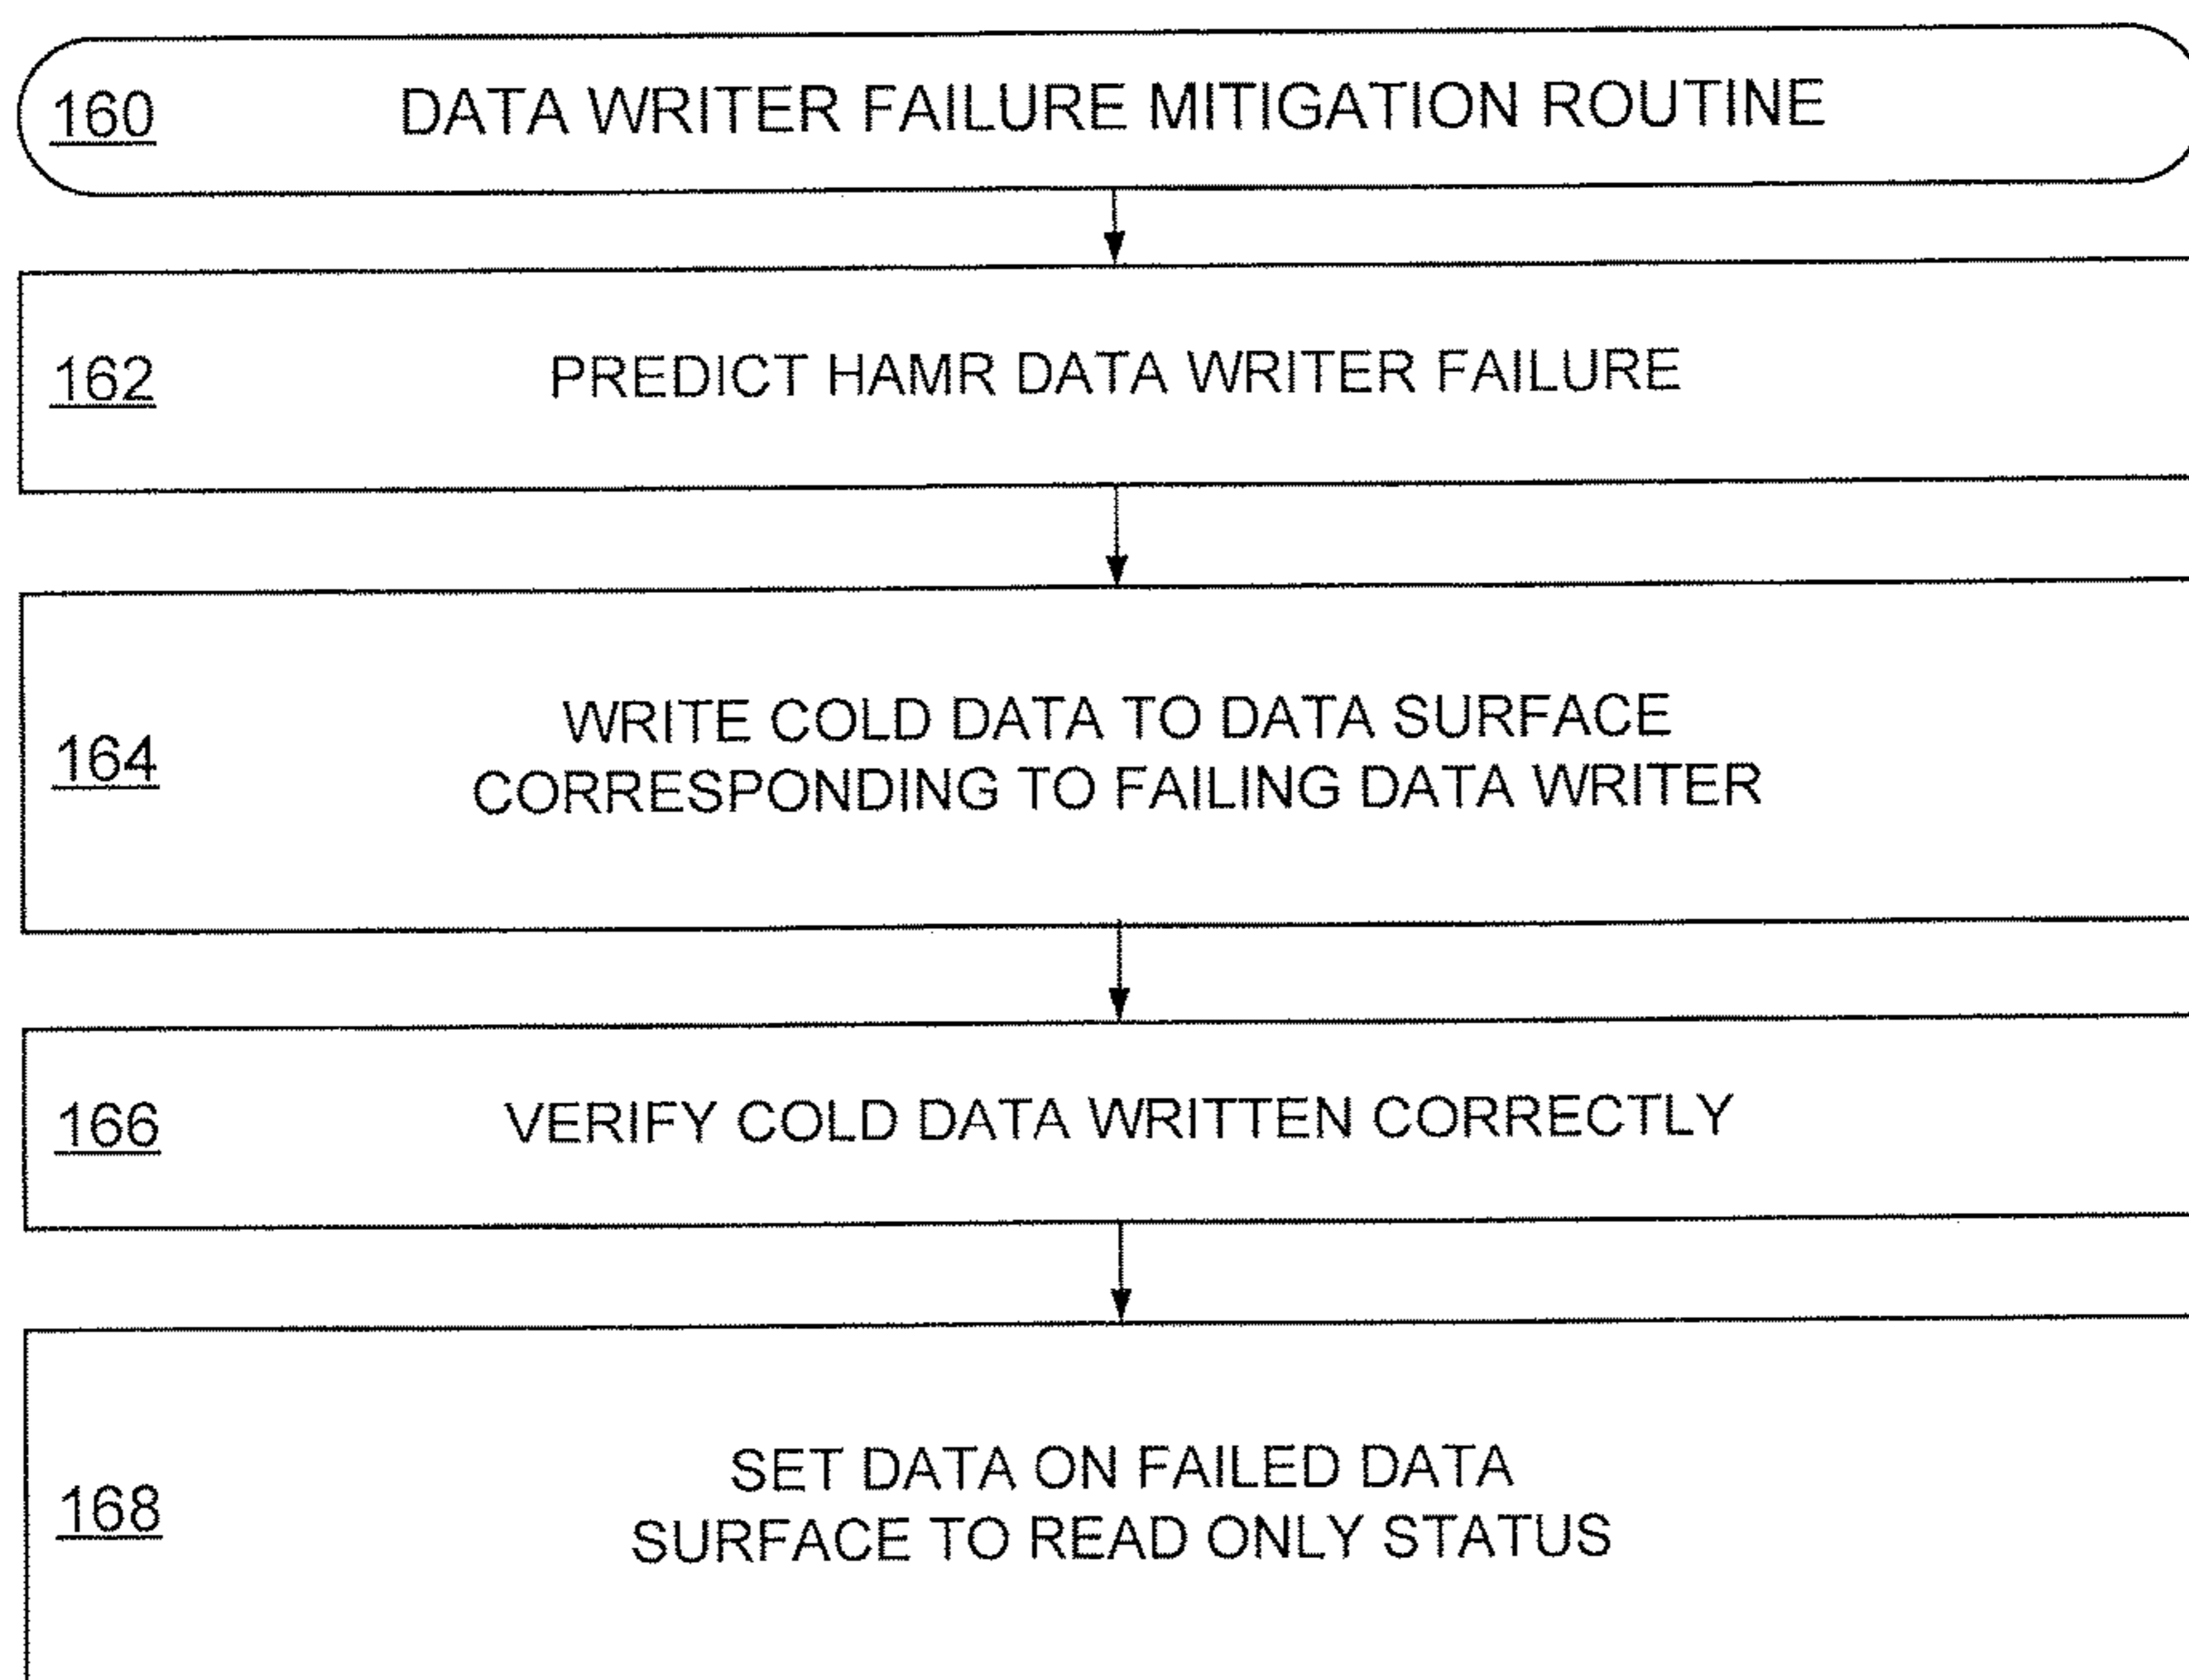 160 DATA WRITER FAILURE MITIGATION ROUTINE
162 PREDICT HAMR DATA WRITER FAILURE
164 WRITE COLD DATA TO DATA SURFACE
CORRESPONDING TO FAILING DATA WRITER
166 VERIFY COLD DATA WRITTEN CORRECTLY
168 SET DATA ON FAILED DATA
SURFACE TO READ ONLY STATUS